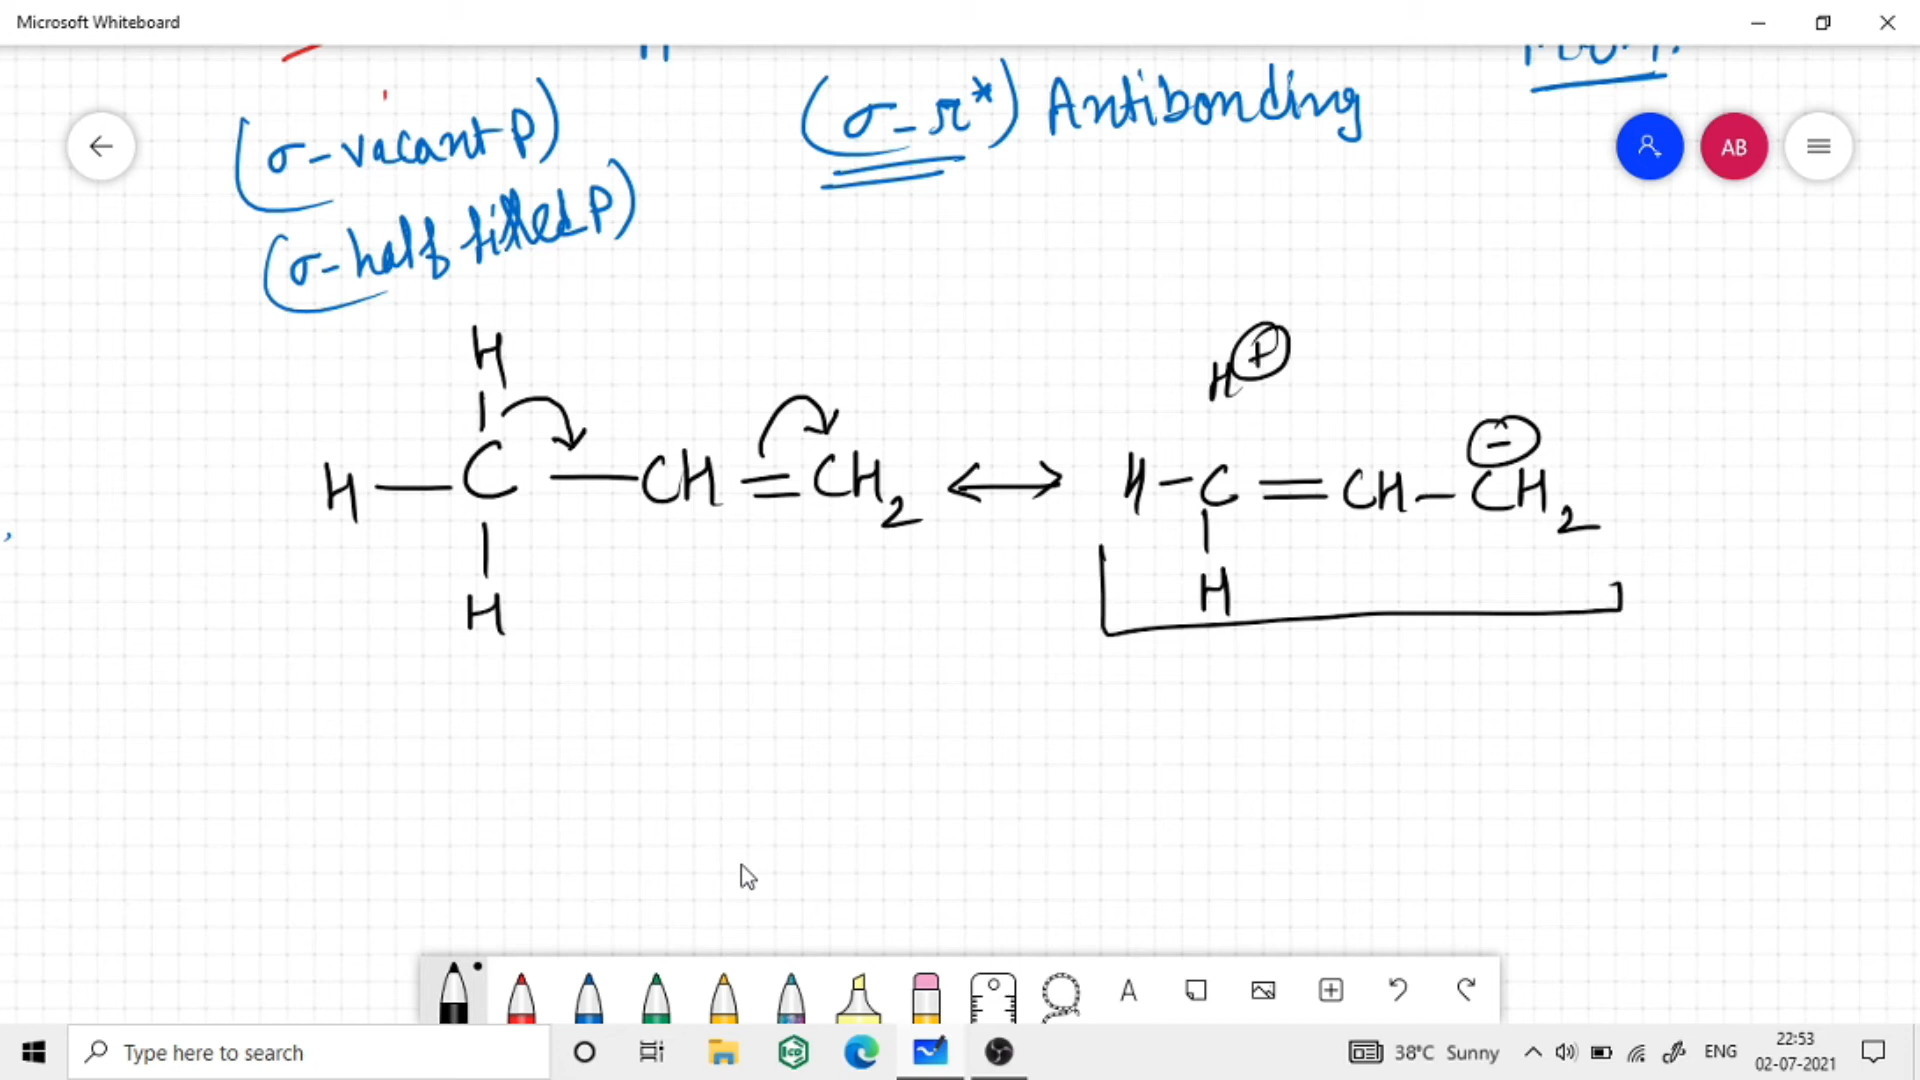 Microsoft Whiteboard
H
(σ-vacant P)
(σ-π*) Antibonding
AB
(σ-half filled P)
H
H⊕
H—C—CH=CH₂ ↔ H-C=CH-CH₂
⊖
H
H
A
Type here to search
38°C Sunny
ENG
22:53
02-07-2021